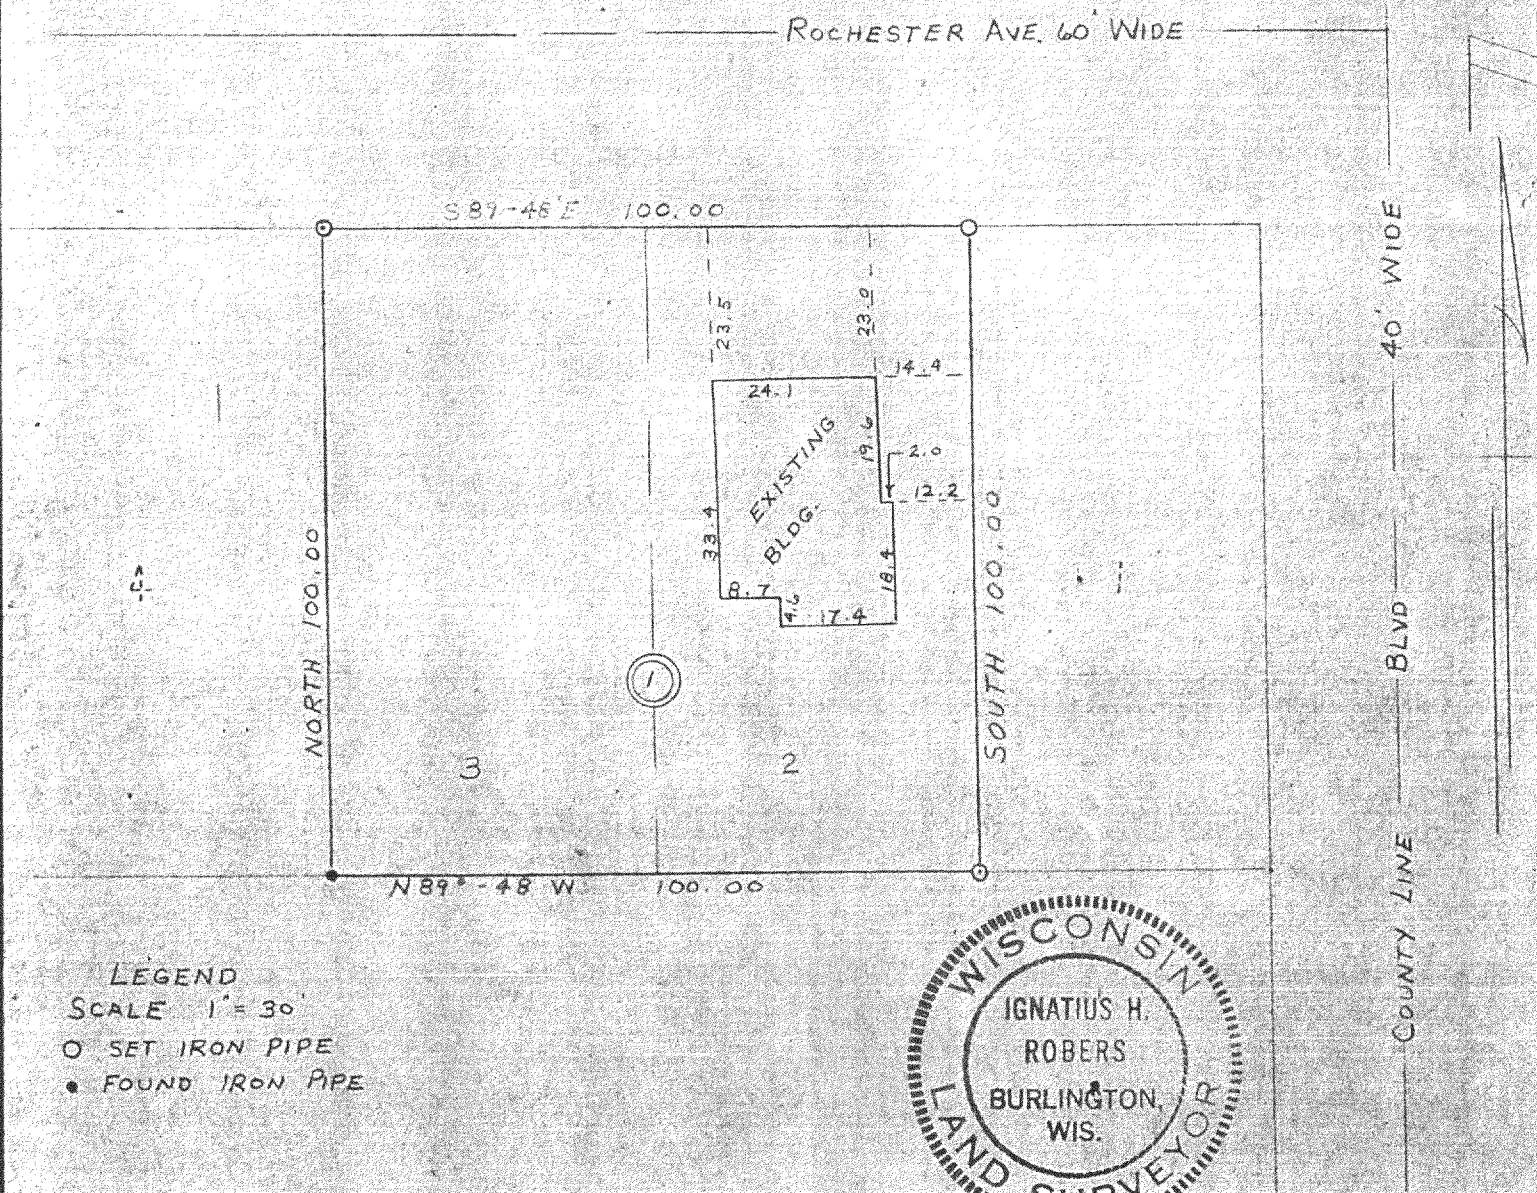 ROCHESTER AVE. 60' WIDE
S 89-48' E 100.00
23.5
23.0
14.4
24.1
19.6
2.0
12.2
EXISTING
BLDG.
33.4
18.4
8.7
4.6
17.4
NORTH 100.00
SOUTH 100.00
4
1
1
3
2
N 89°-48' W 100.00
COUNTY LINE BLVD 40' WIDE
LEGEND
SCALE 1" = 30'
SET IRON PIPE
FOUND IRON PIPE
WISCONSIN
IGNATIUS H.
ROBERS
BURLINGTON,
WIS.
LAND SURVEYOR